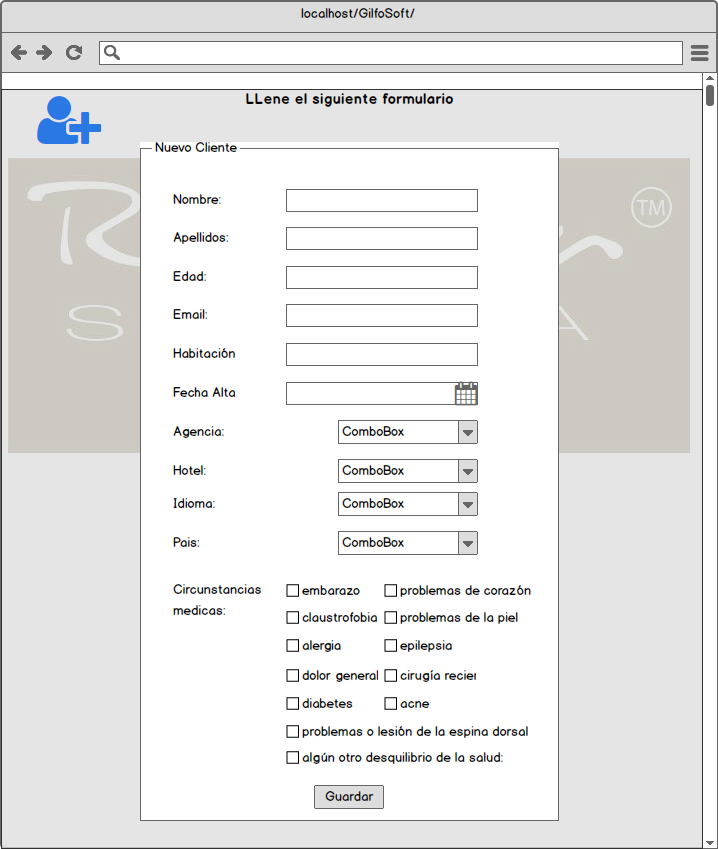 localhost/GilfoSoft/
LLene el siguiente formulario
Nuevo Cliente
TM
Nombre:
Apellidos:
Edad:
Email:
Habitación
Fecha Alta
Agencia: ComboBox
Hotel: ComboBox
Idioma: ComboBox
Pais: ComboBox
Circunstancias
medicas:
embarazo problemas de corazón
claustrofobia problemas de la piel
alergia epilepsia
dolor general cirugía recier
diabetes acne
problemas o lesión de la espina dorsal
algún otro desquilibrio de la salud:
Guardar